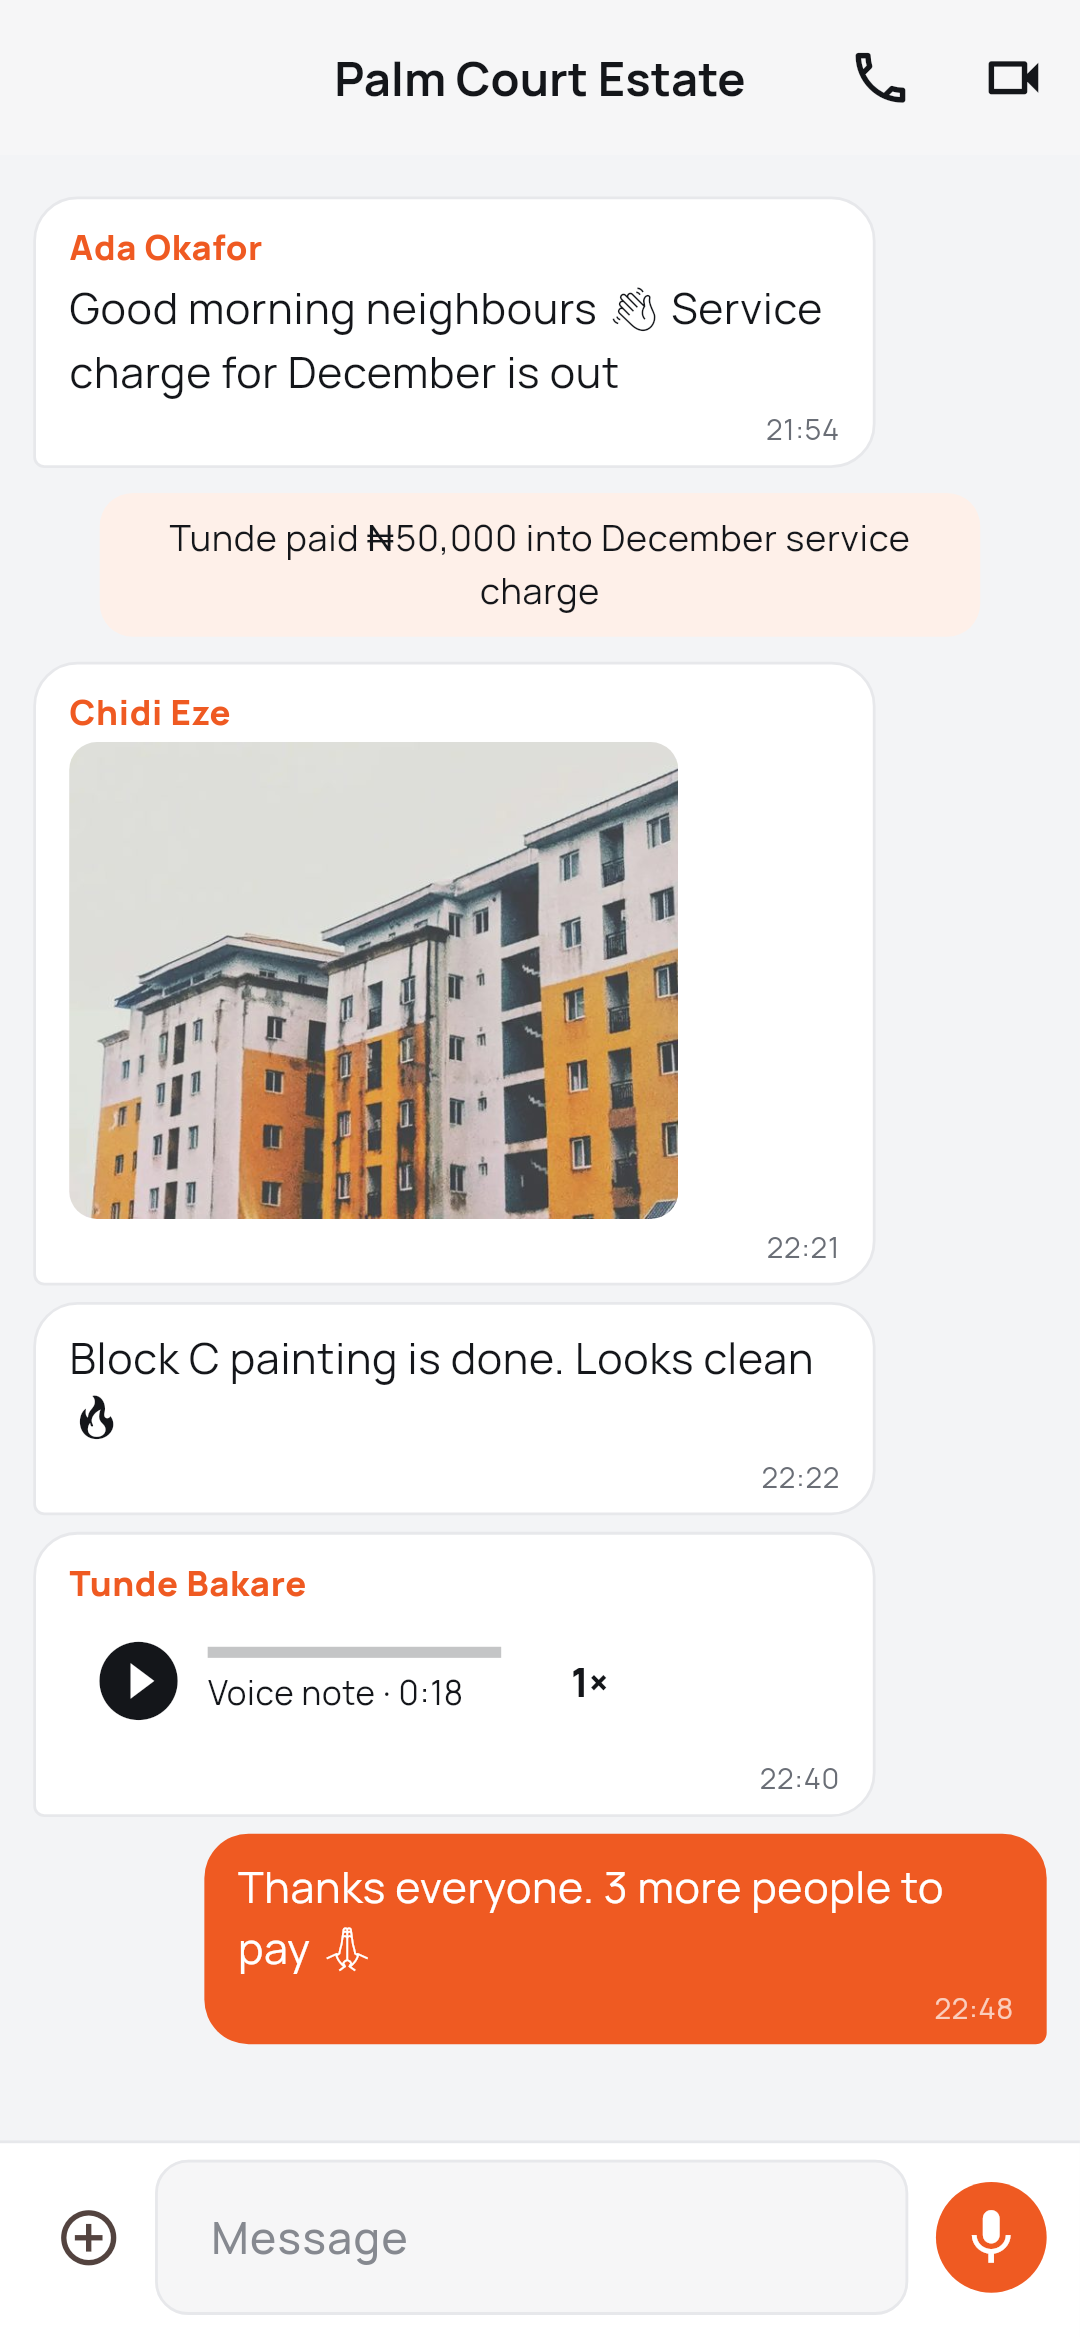 Palm Court Estate
Ada Okafor
Good morning neighbours 👋 Service
charge for December is out
21:54
Tunde paid ₦50,000 into December service
charge
Chidi Eze
22:21
Block C painting is done. Looks clean
🔥
22:22
Tunde Bakare
Voice note · 0:18
1×
22:40
Thanks everyone. 3 more people to
pay 🙏
22:48
Message